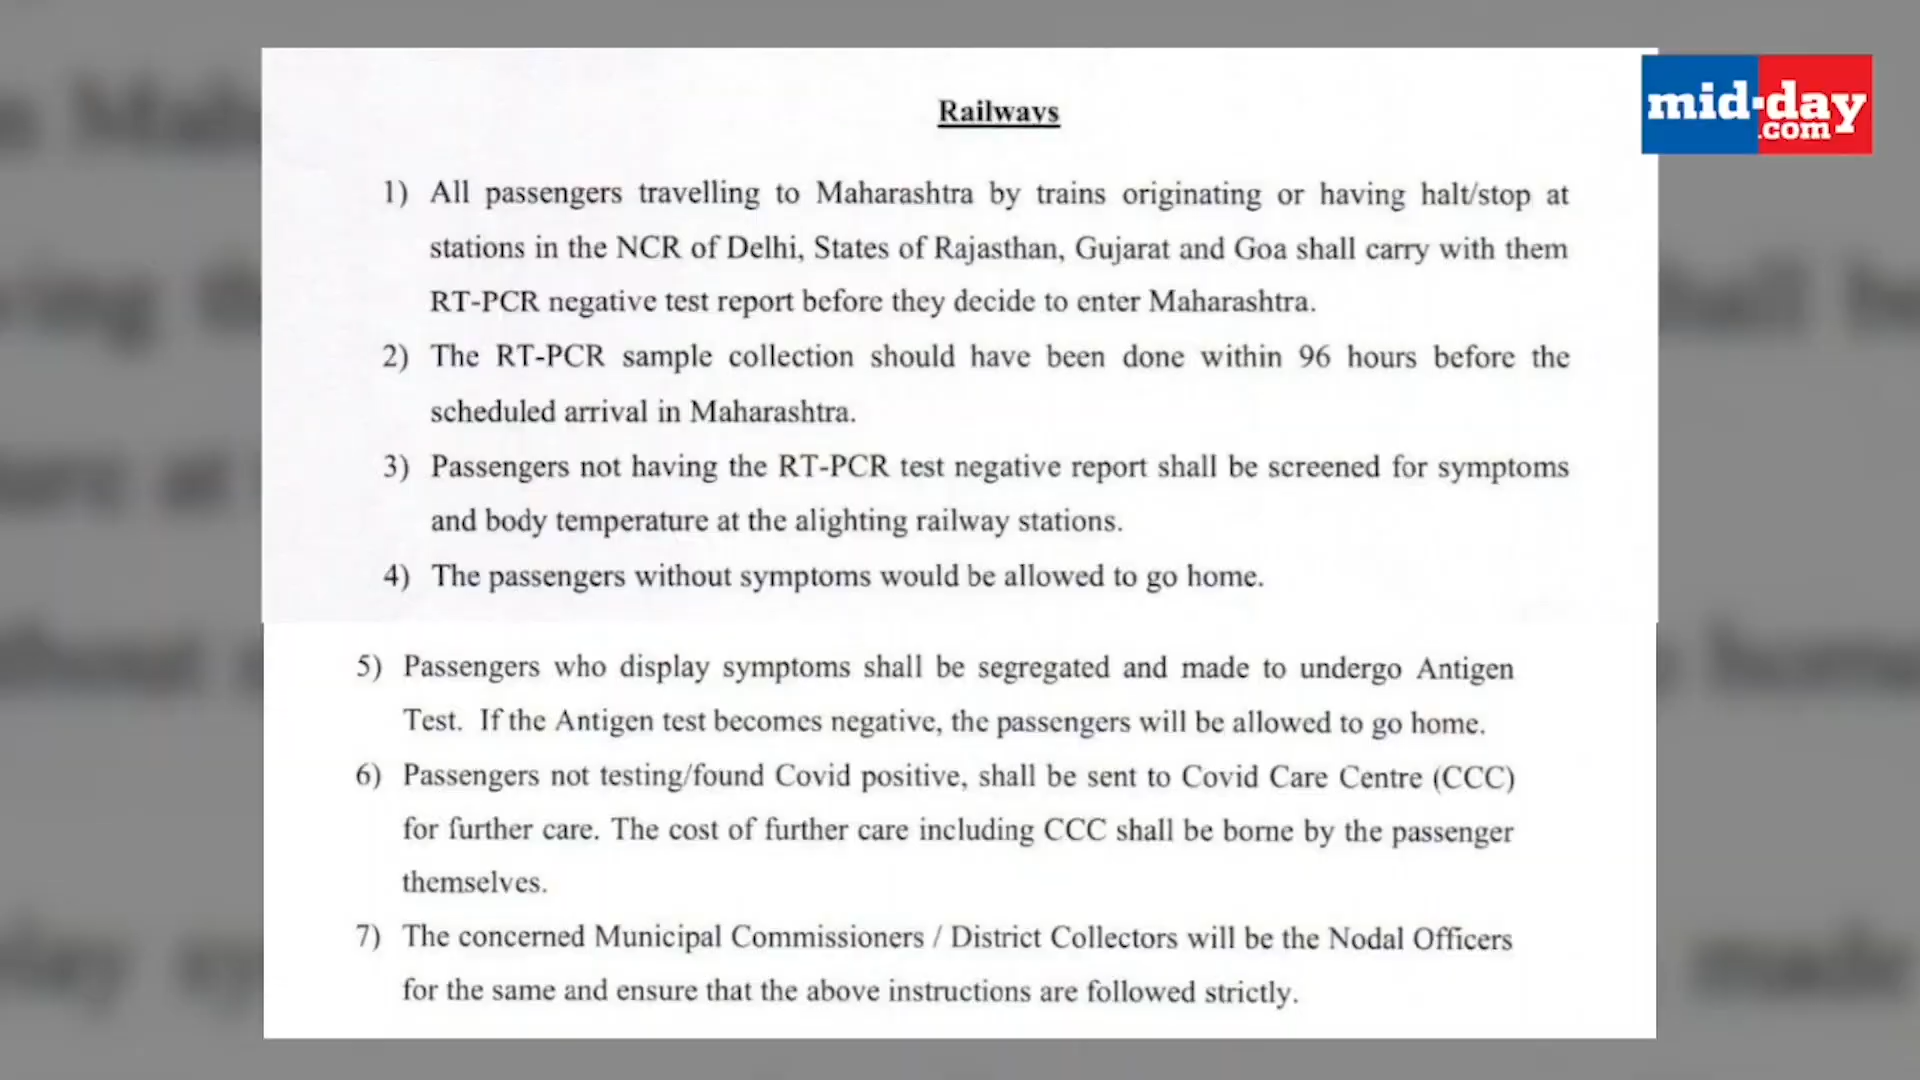 Railways
mid-day
.com
1) All passengers travelling to Maharashtra by trains originating or having halt/stop at
stations in the NCR of Delhi, States of Rajasthan, Gujarat and Goa shall carry with them
RT-PCR negative test report before they decide to enter Maharashtra.
2) The RT-PCR sample collection should have been done within 96 hours before the
scheduled arrival in Maharashtra.
3) Passengers not having the RT-PCR test negative report shall be screened for symptoms
and body temperature at the alighting railway stations.
4) The passengers without symptoms would be allowed to go home.
5) Passengers who display symptoms shall be segregated and made to undergo Antigen
Test. If the Antigen test becomes negative, the passengers will be allowed to go home.
6) Passengers not testing/found Covid positive, shall be sent to Covid Care Centre (CCC)
for further care. The cost of further care including CCC shall be borne by the passenger
themselves.
7) The concerned Municipal Commissioners / District Collectors will be the Nodal Officers
for the same and ensure that the above instructions are followed strictly.